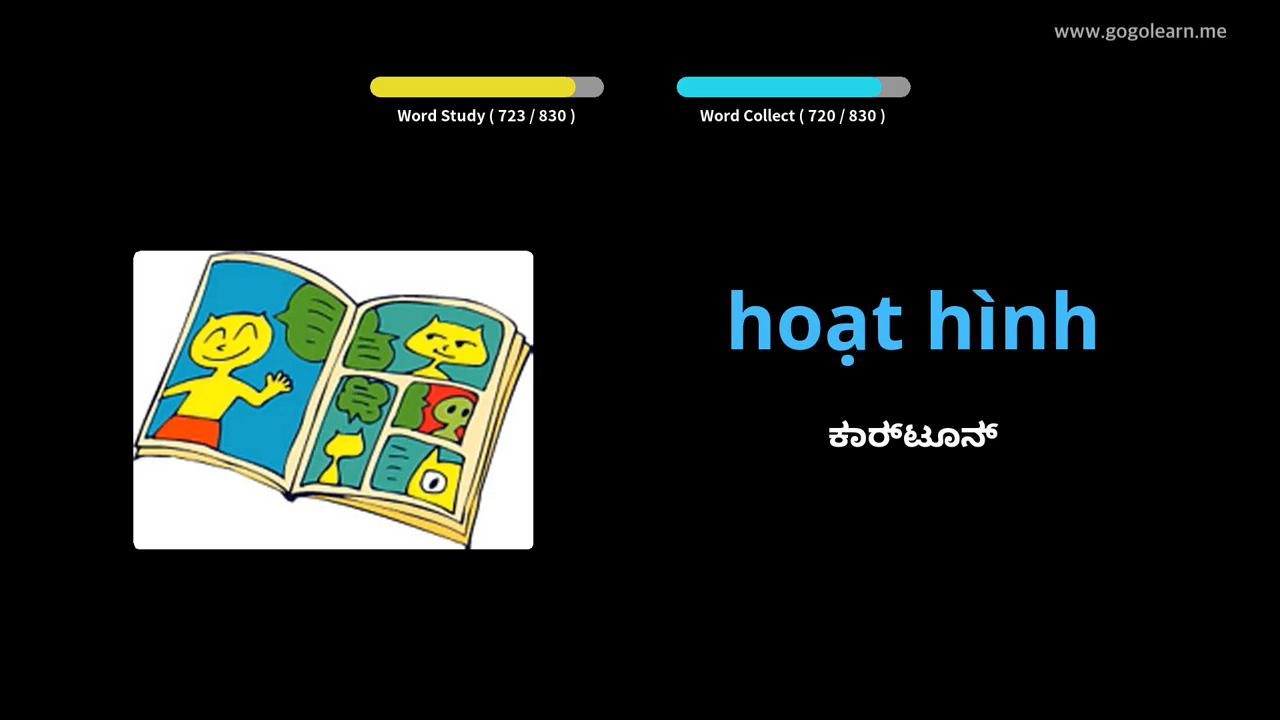 www.gogolearn.me
Word Study ( 723 / 830 )
Word Collect ( 720 / 830 )
hoạt hình
ಕಾರ್‌ಟೂನ್